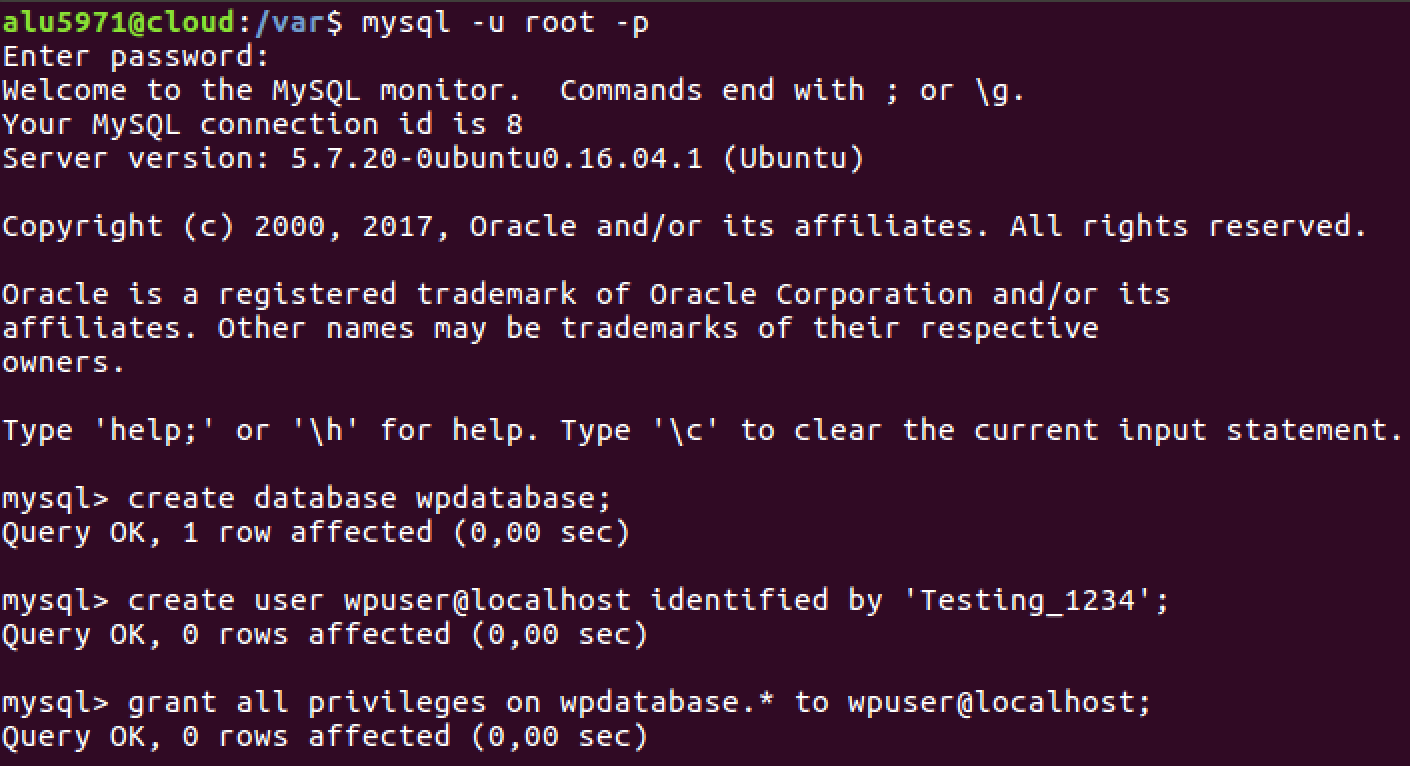 alu5971@cloud:/var$ mysql -u root -p
Enter password:
Welcome to the MySQL monitor.  Commands end with ; or \g.
Your MySQL connection id is 8
Server version: 5.7.20-0ubuntu0.16.04.1 (Ubuntu)
Copyright (c) 2000, 2017, Oracle and/or its affiliates. All rights reserved.
Oracle is a registered trademark of Oracle Corporation and/or its
affiliates. Other names may be trademarks of their respective
owners.
Type 'help;' or '\h' for help. Type '\c' to clear the current input statement.
mysql> create database wpdatabase;
Query OK, 1 row affected (0,00 sec)
mysql> create user wpuser@localhost identified by 'Testing_1234';
Query OK, 0 rows affected (0,00 sec)
mysql> grant all privileges on wpdatabase.* to wpuser@localhost;
Query OK, 0 rows affected (0,00 sec)